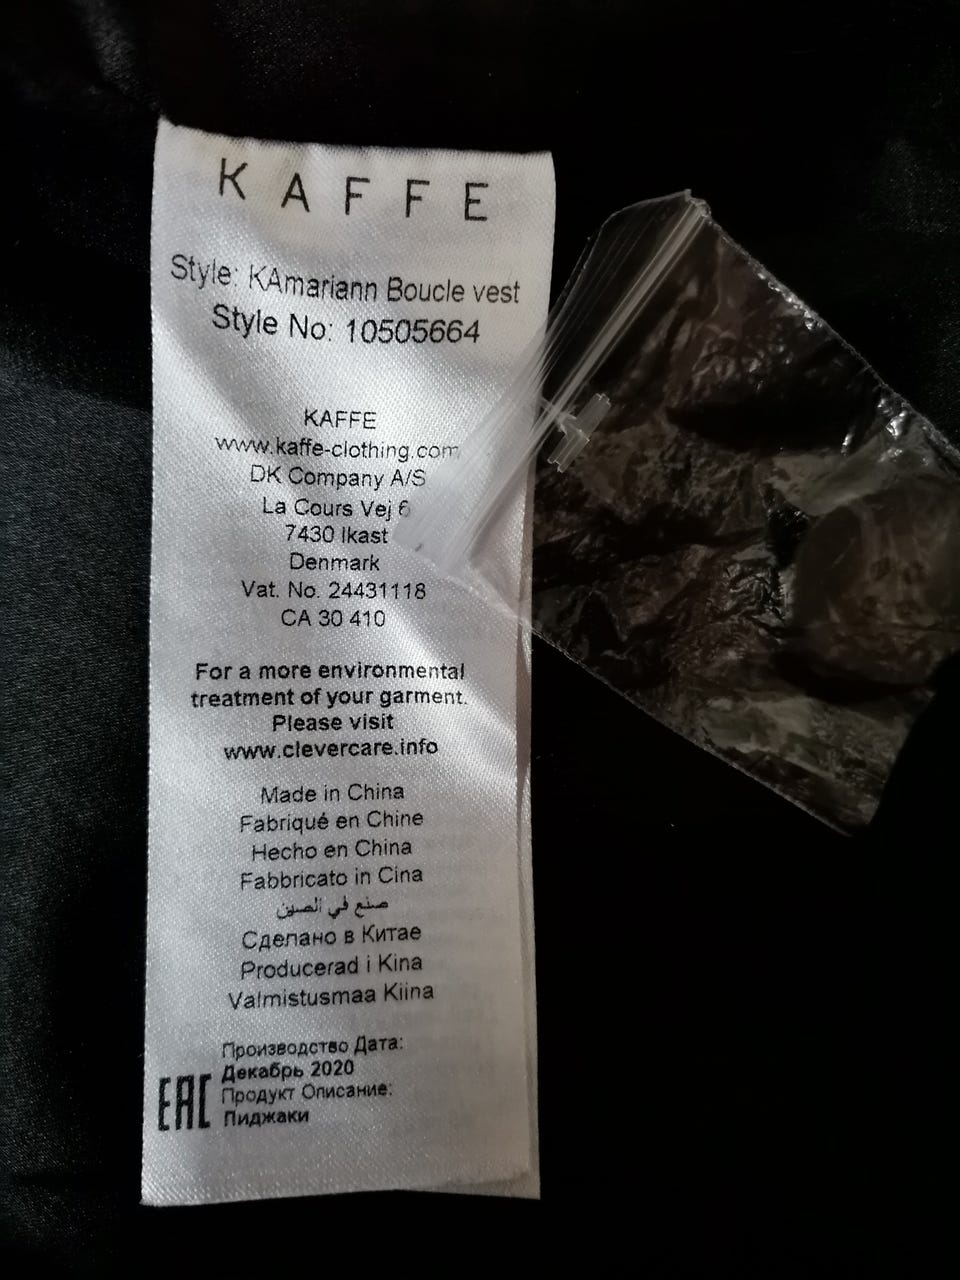 KAFFE
Style: KAmariann Boucle vest
Style No: 10505664
KAFFE
www.kaffe-clothing.com
DK Company A/S
La Cours Vej 6
7430 Ikast
Denmark
Vat. No. 24431118
CA 30 410
For a more environmental
treatment of your garment.
Please visit
www.clevercare.info
Made in China
Fabriqué en Chine
Hecho en China
Fabbricato in Cina
صنع في الصين
Сделано в Китае
Producerad i Kina
Valmistusmaa Kiina
Производство Дата:
Декабрь 2020
EAC Продукт Описание:
Пиджаки